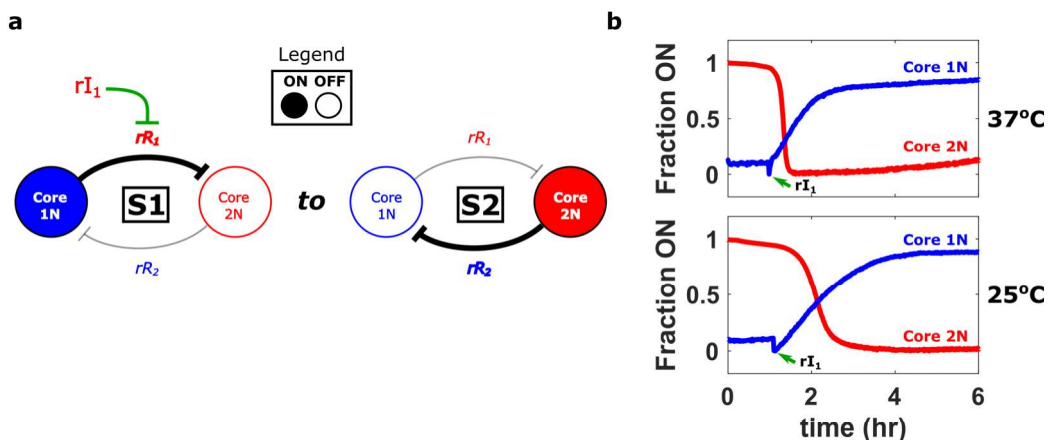 a
Legend
ON OFF
rI₁
rR₁
Core 1N
S1
Core 2N
rR₂
to
rR₁
Core 1N
S2
Core 2N
rR₂
b
Fraction ON
1
0.5
0
Core 1N
Core 2N
rI₁
37°C
Fraction ON
1
0.5
0
Core 1N
Core 2N
rI₁
25°C
0 2 4 6
time (hr)